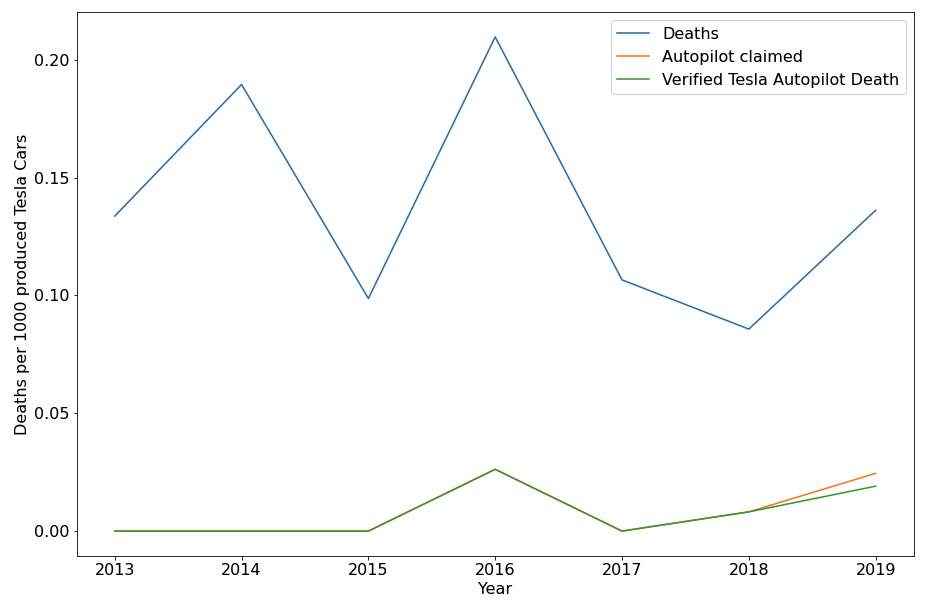 Deaths
Autopilot claimed
Verified Tesla Autopilot Death
Deaths per 1000 produced Tesla Cars
0.20
0.15
0.10
0.05
0.00
2013 2014 2015 2016 2017 2018 2019
Year